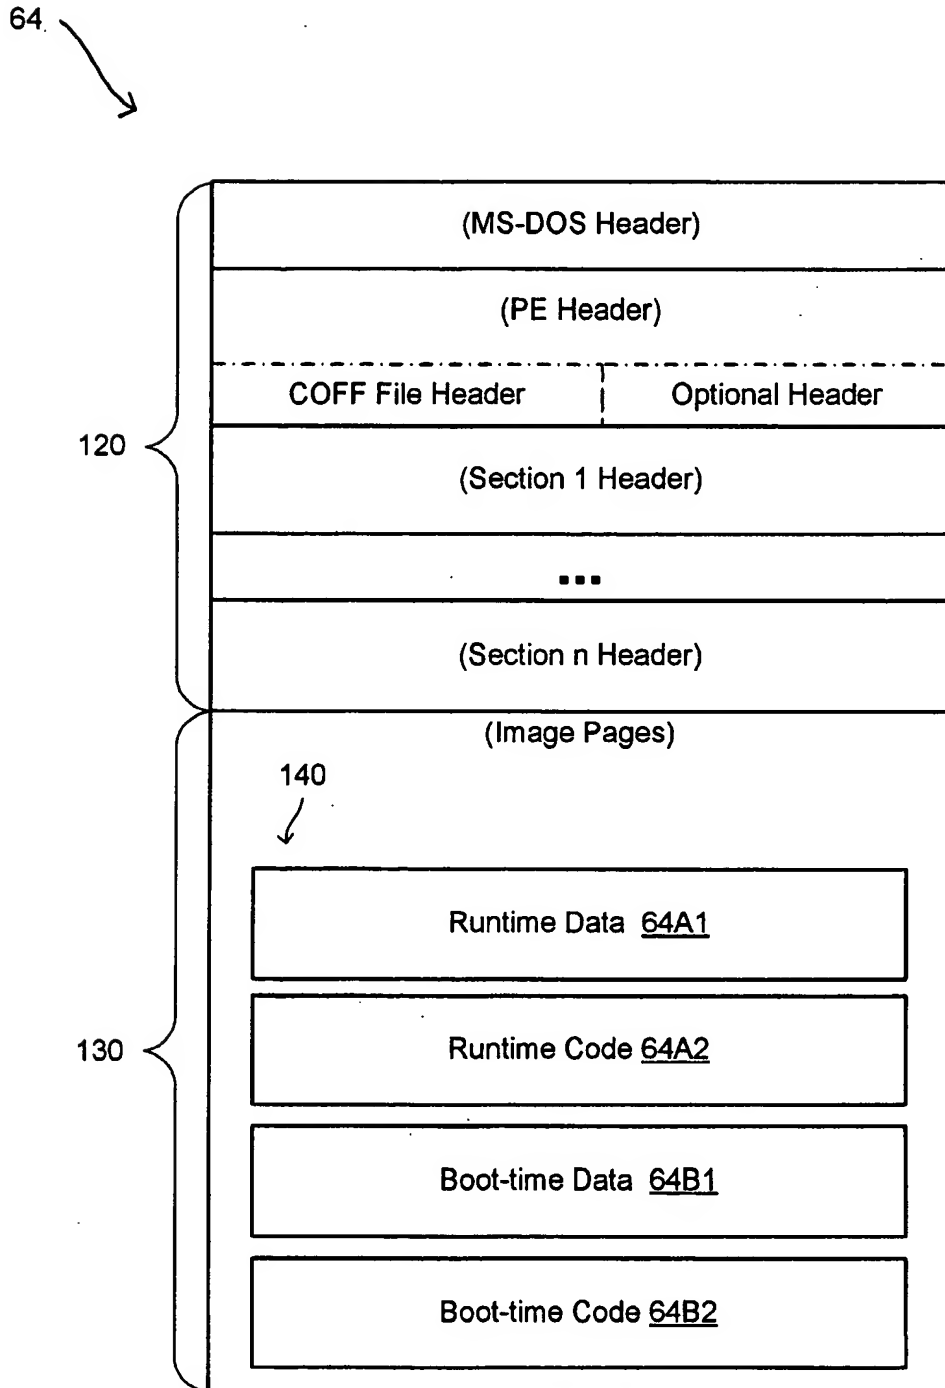 64
(MS-DOS Header)
(PE Header)
COFF File Header Optional Header
120
(Section 1 Header)
...
(Section n Header)
(Image Pages)
140
Runtime Data 64A1
130
Runtime Code 64A2
Boot-time Data 64B1
Boot-time Code 64B2